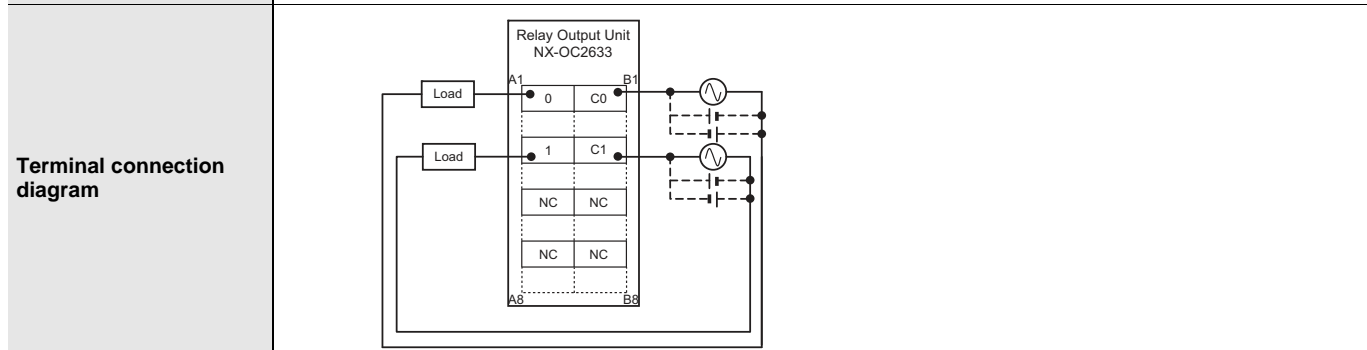 Terminal connection
diagram
Relay Output Unit
NX-OC2633
A1 B1
Load 0 C0
Load 1 C1
NC NC
NC NC
A8 B8